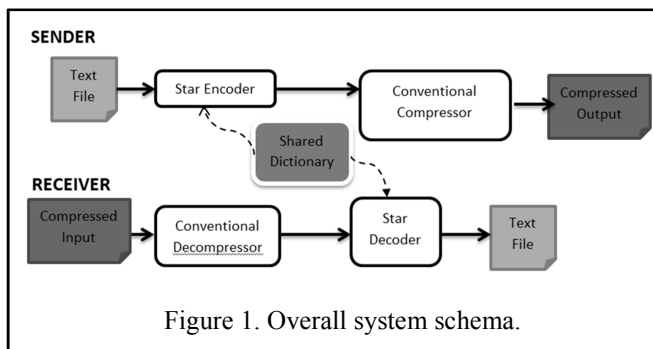 SENDER
Text
File
Star Encoder
Conventional
Compressor
Compressed
Output
Shared
Dictionary
RECEIVER
Compressed
Input
Conventional
Decompressor
Star
Decoder
Text
File
Figure 1. Overall system schema.